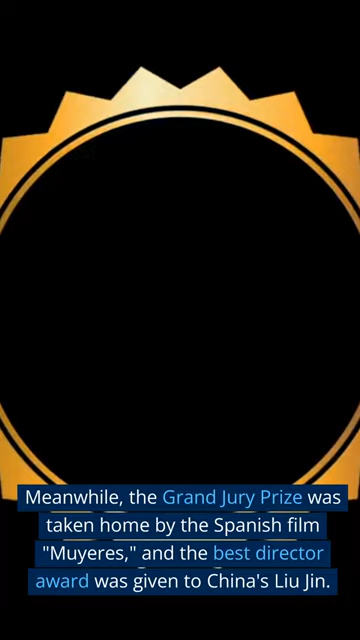 Meanwhile, the Grand Jury Prize was
taken home by the Spanish film
"Muyeres," and the best director
award was given to China's Liu Jin.